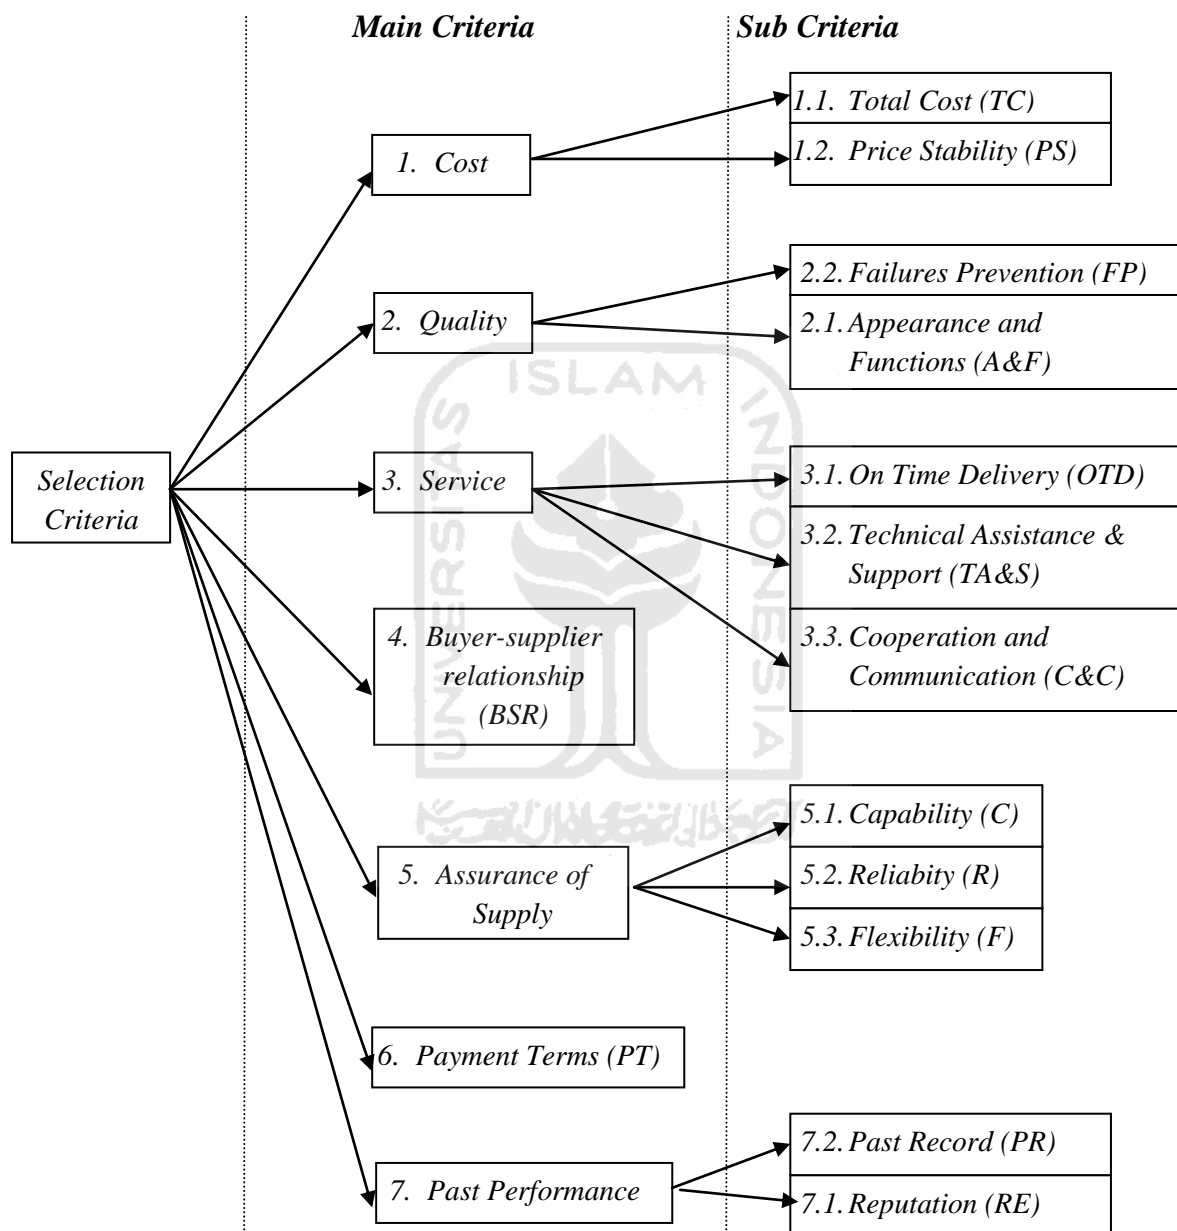 Main Criteria
Sub Criteria
1.1. Total Cost (TC)
1.2. Price Stability (PS)
1. Cost
2.2. Failures Prevention (FP)
2.1. Appearance and
Functions (A&F)
2. Quality
ISLAM
UNIVERSITAS
INDONESIA
Selection
Criteria
3. Service
3.1. On Time Delivery (OTD)
3.2. Technical Assistance &
Support (TA&S)
3.3. Cooperation and
Communication (C&C)
4. Buyer-supplier
relationship
(BSR)
5.1. Capability (C)
5.2. Reliabity (R)
5.3. Flexibility (F)
5. Assurance of
Supply
6. Payment Terms (PT)
7.2. Past Record (PR)
7.1. Reputation (RE)
7. Past Performance